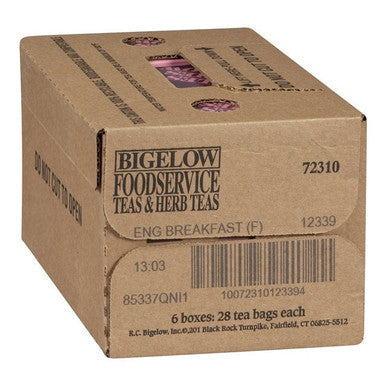 DO NOT CUT TO OPEN
BIGELOW
FOODSERVICE
TEAS & HERB TEAS
72310
ENG BREAKFAST (F)
12339
13:03
85337QNI1
10072310123394
6 boxes: 28 tea bags each
R.C. Bigelow, Inc.©201 Black Rock Turnpike, Fairfield, CT 06825-5512